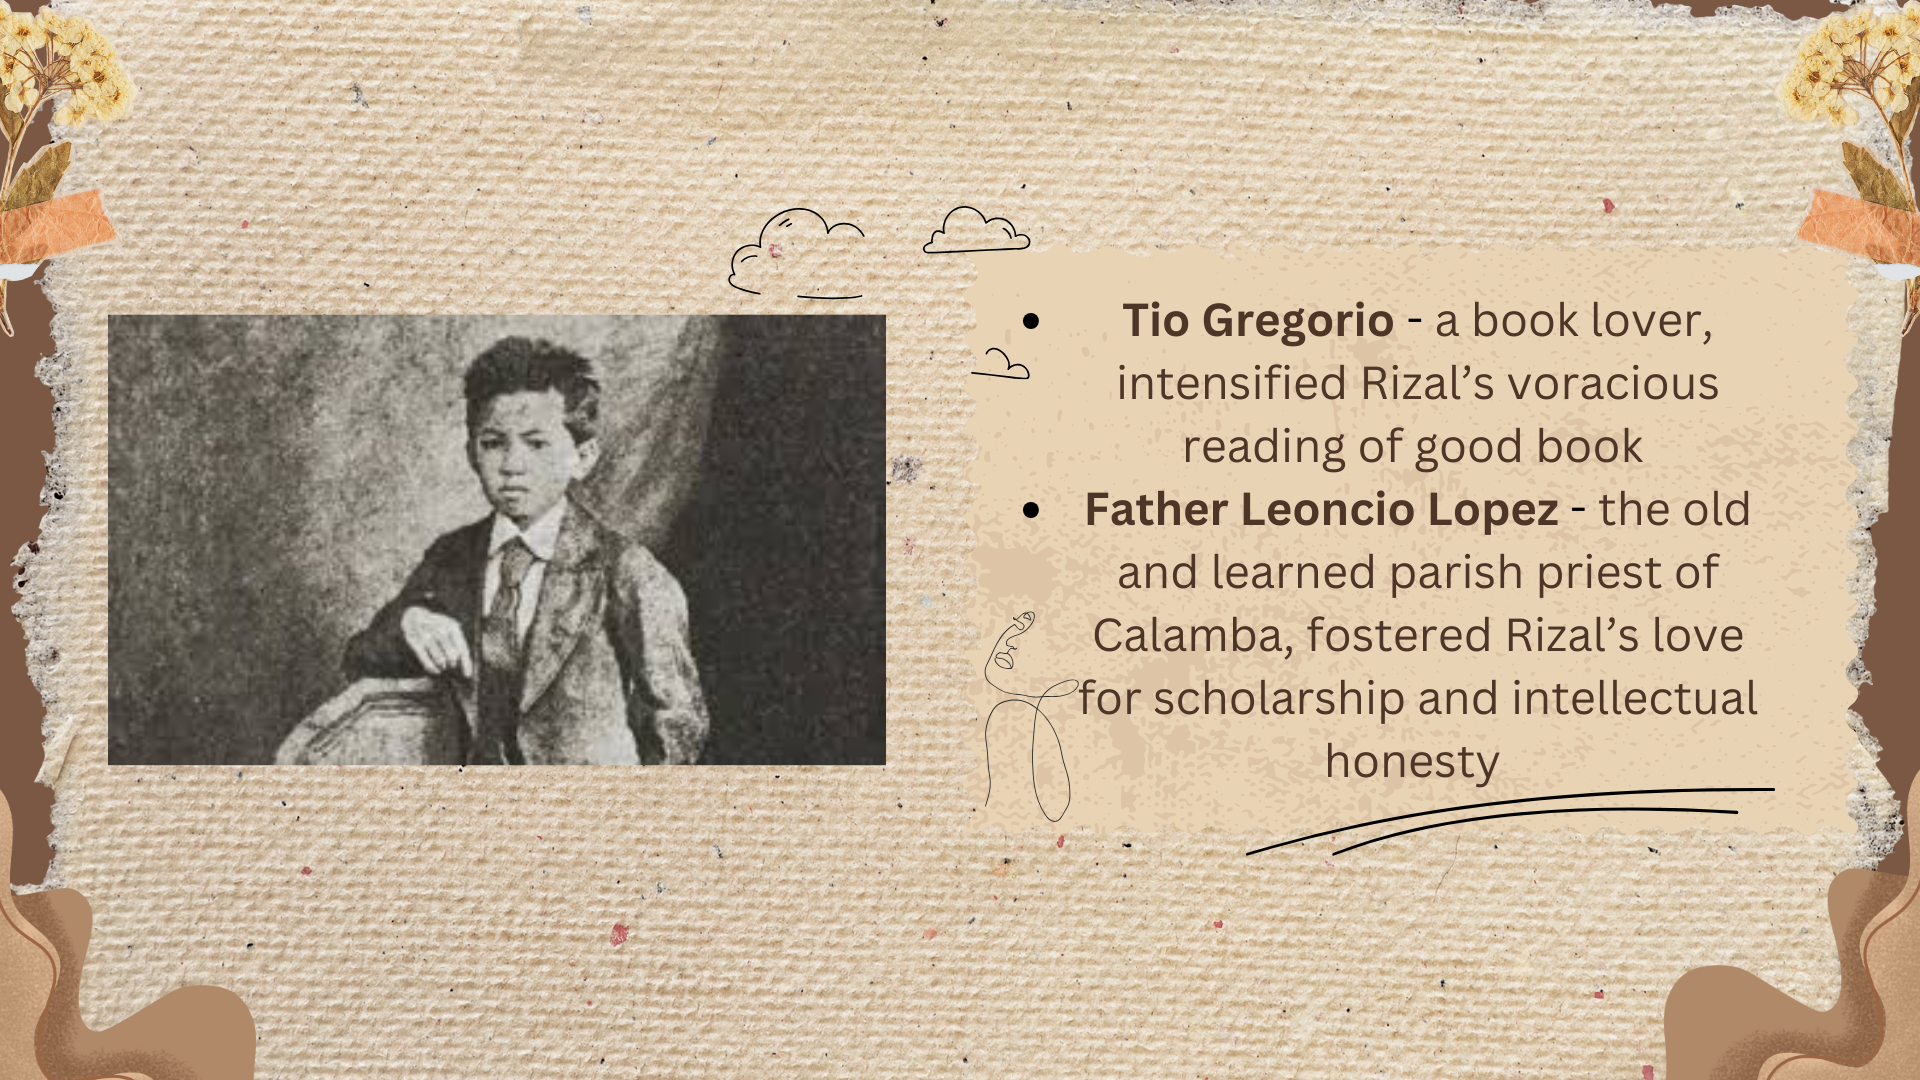 • Tio Gregorio - a book lover,
intensified Rizal’s voracious
reading of good book
• Father Leoncio Lopez - the old
and learned parish priest of
Calamba, fostered Rizal’s love
for scholarship and intellectual
honesty